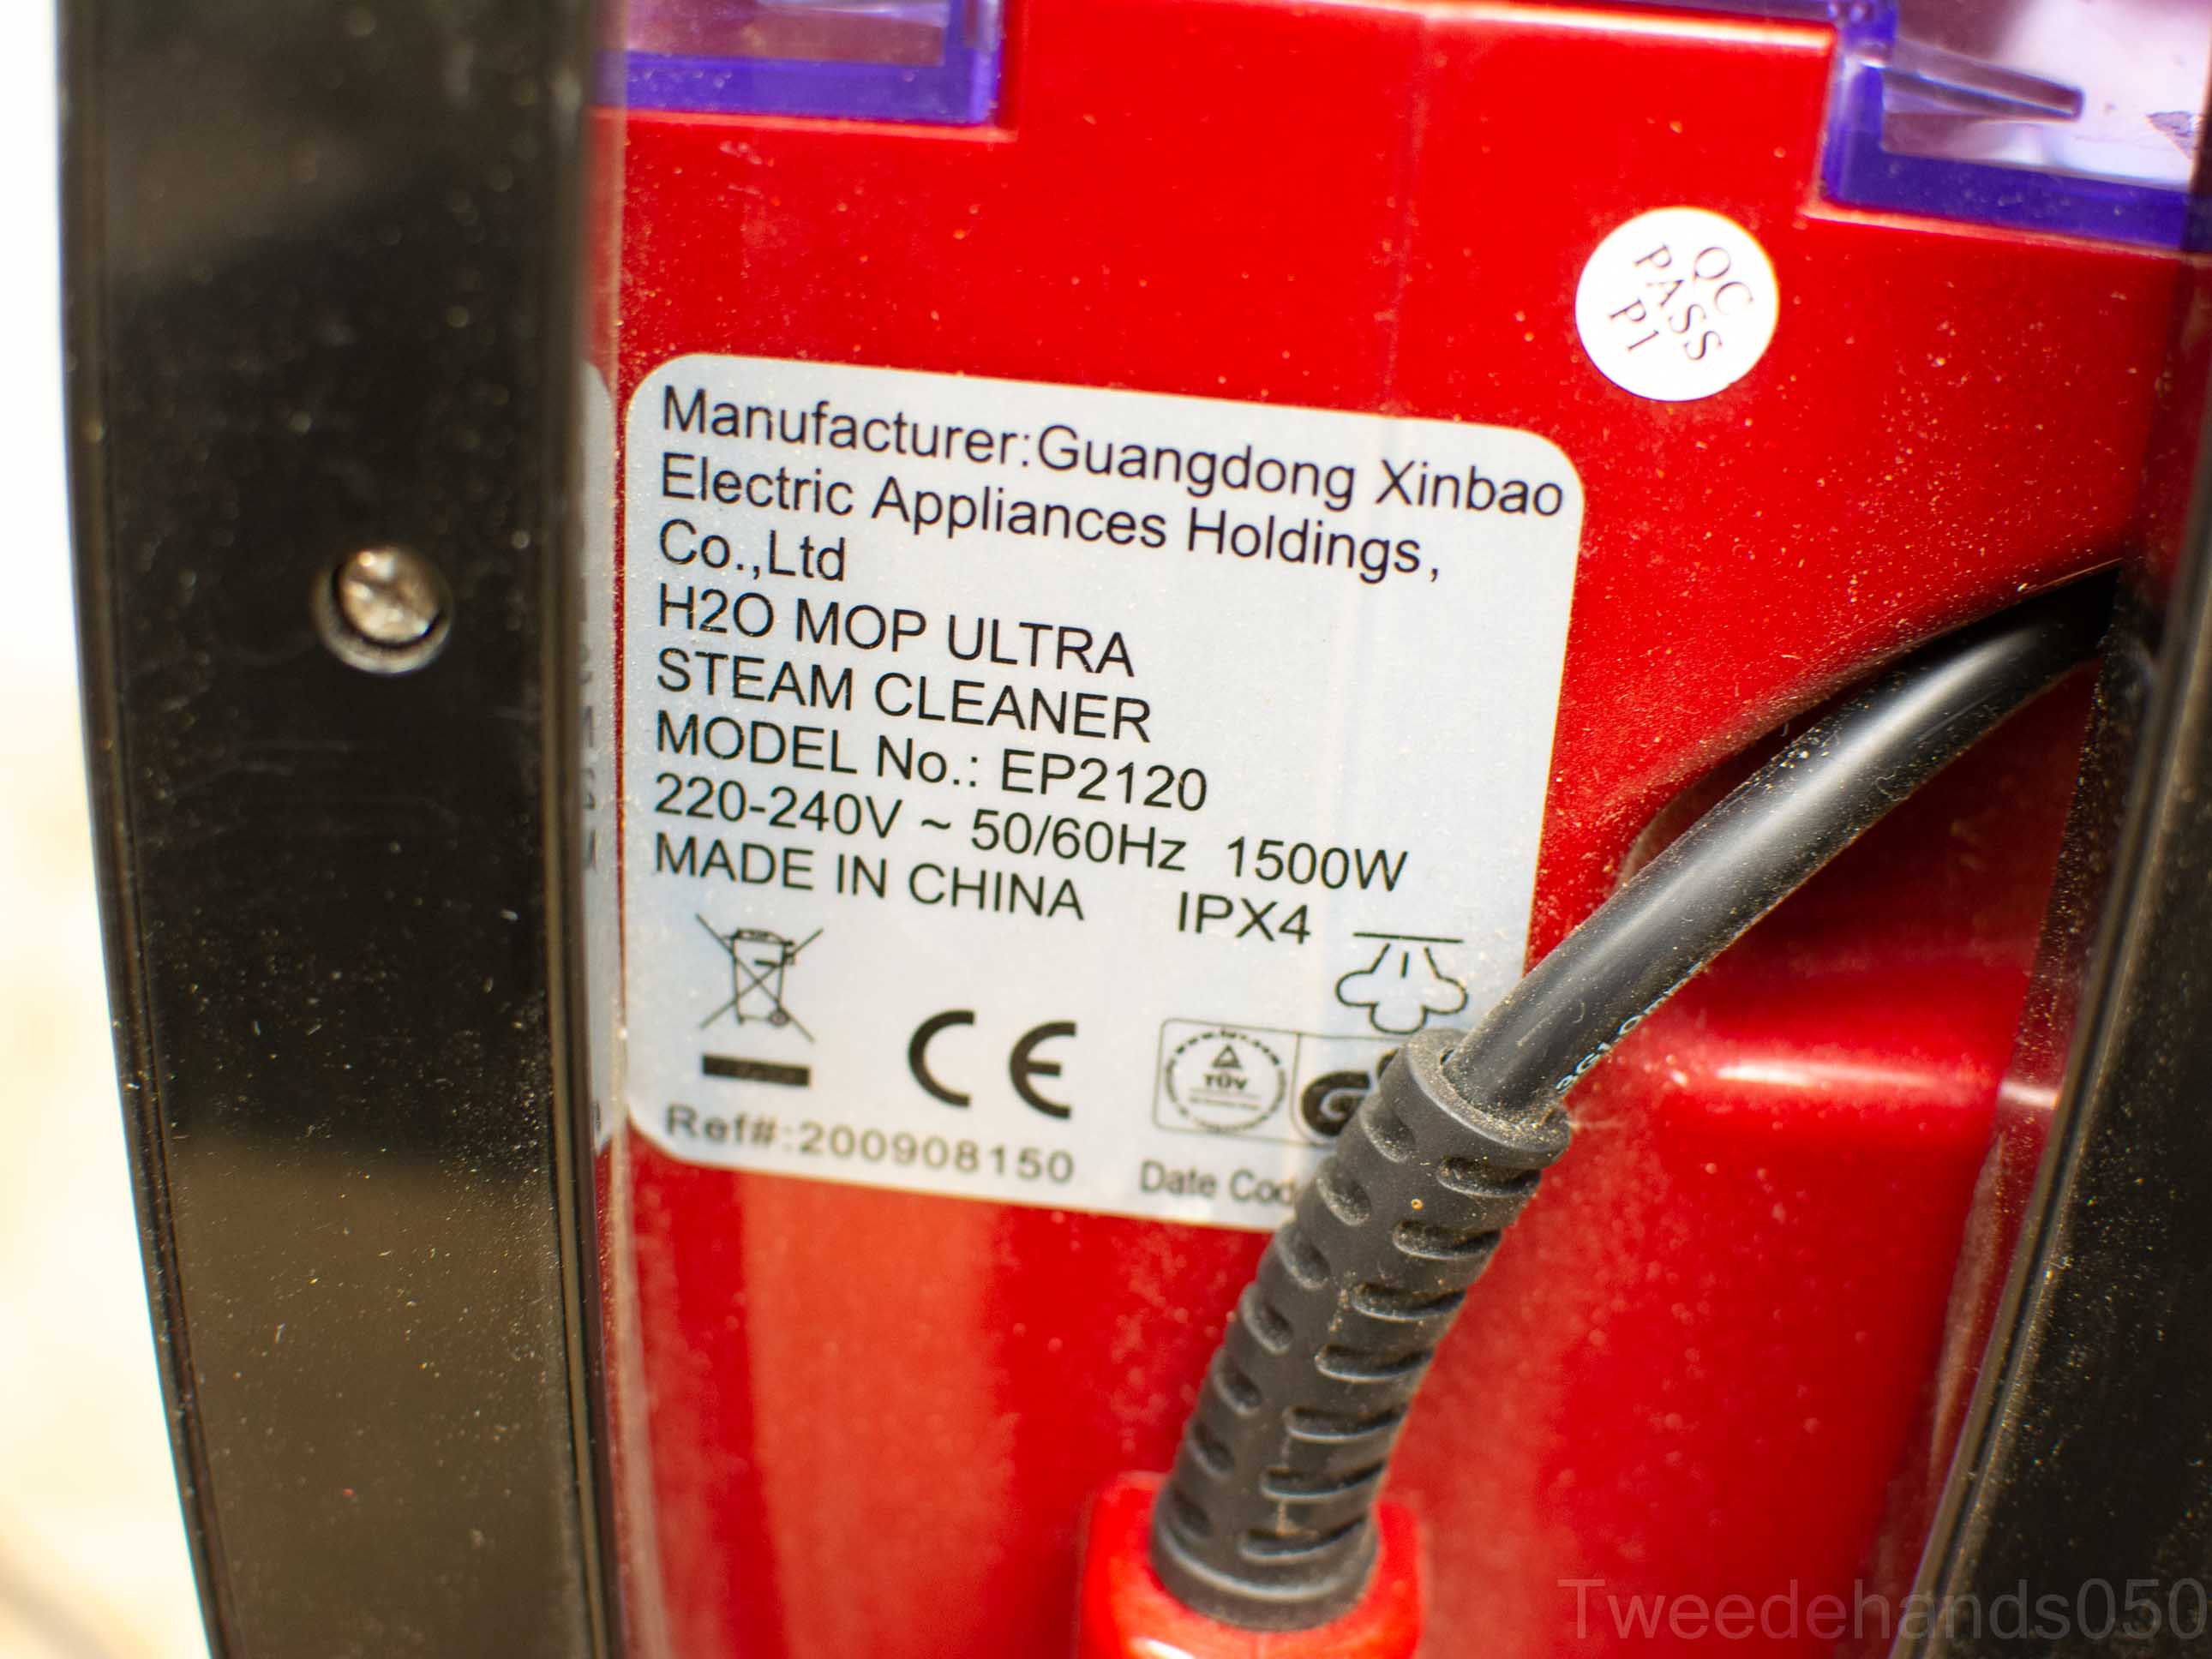 QC
PASS
P1
Manufacturer:Guangdong Xinbao
Electric Appliances Holdings,
Co.,Ltd
H2O MOP ULTRA
STEAM CLEANER
MODEL No.: EP2120
220-240V ~ 50/60Hz 1500W
MADE IN CHINA IPX4
CE
TÜV
Ref#:200908150
Date
Tweedehands050